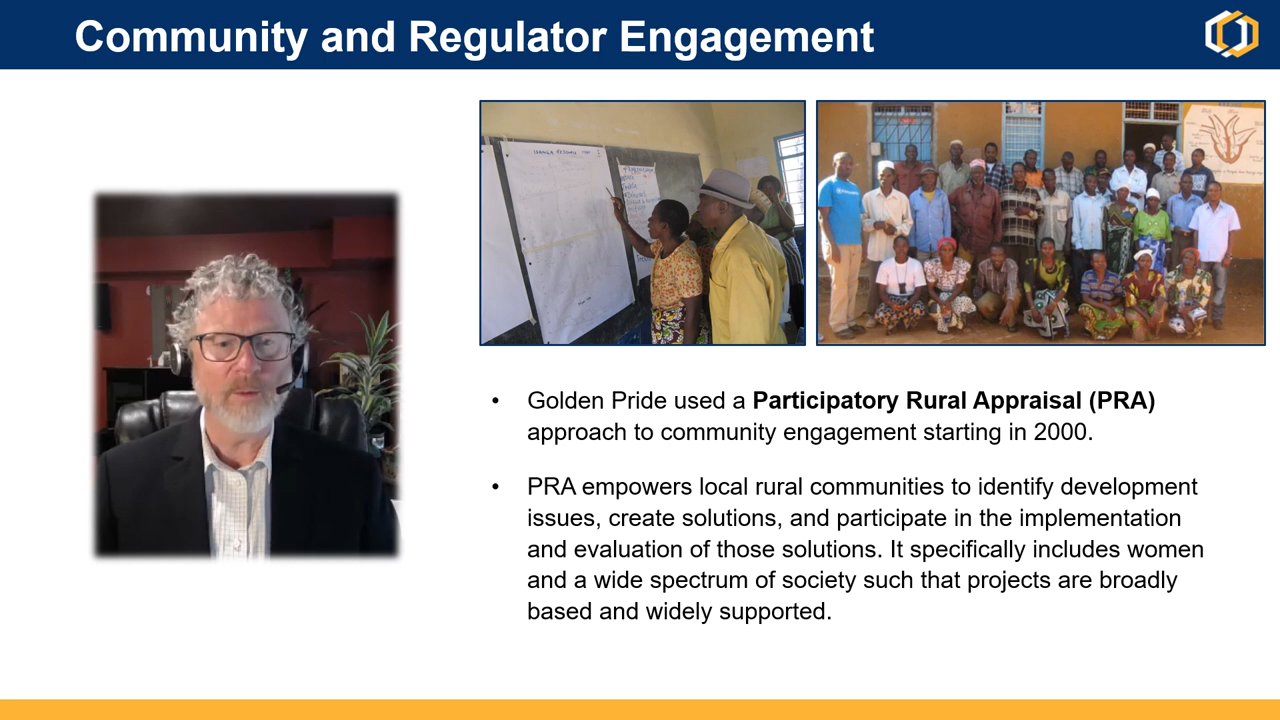 Community and Regulator Engagement
• Golden Pride used a Participatory Rural Appraisal (PRA)
approach to community engagement starting in 2000.
• PRA empowers local rural communities to identify development
issues, create solutions, and participate in the implementation
and evaluation of those solutions. It specifically includes women
and a wide spectrum of society such that projects are broadly
based and widely supported.